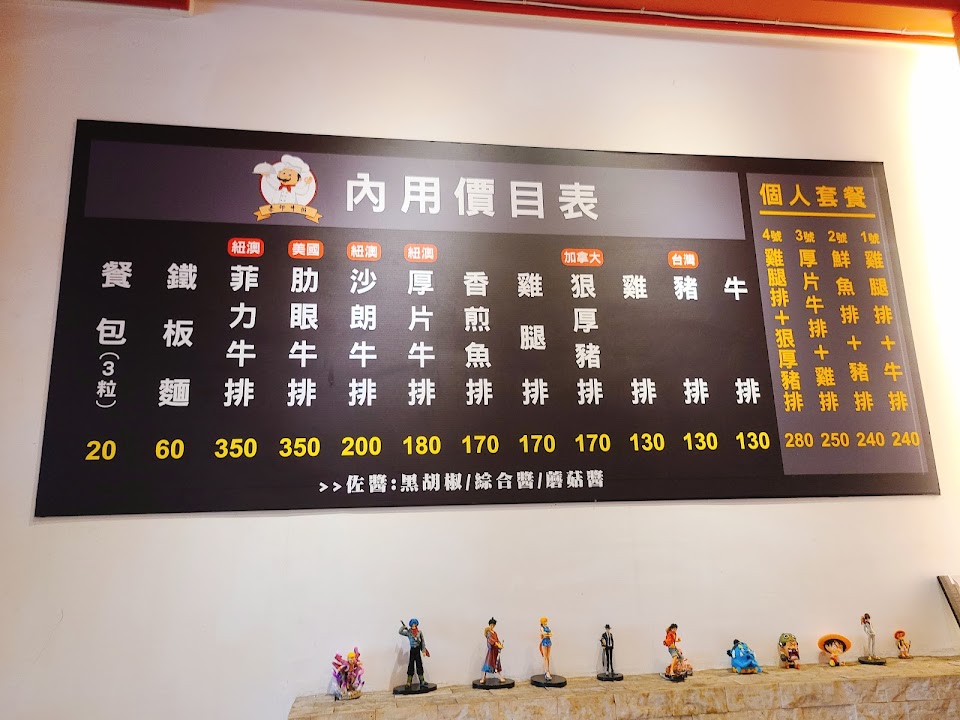 內用價目表
牛排 130
台灣 豬排 130
雞排 130
加拿大 狠厚豬排 170
雞腿排 170
香煎魚排 170
紐澳 厚片牛排 180
紐澳 沙朗牛排 200
美國 肋眼牛排 350
紐澳 菲力牛排 350
鐵板麵 60
餐包(3粒) 20
>>佐醬:黑胡椒/綜合醬/蘑菇醬
個人套餐
1號 雞腿排+牛排 240
2號 鮮魚排+豬排 240
3號 厚片牛排+雞排 250
4號 雞腿排+狠厚豬排 280